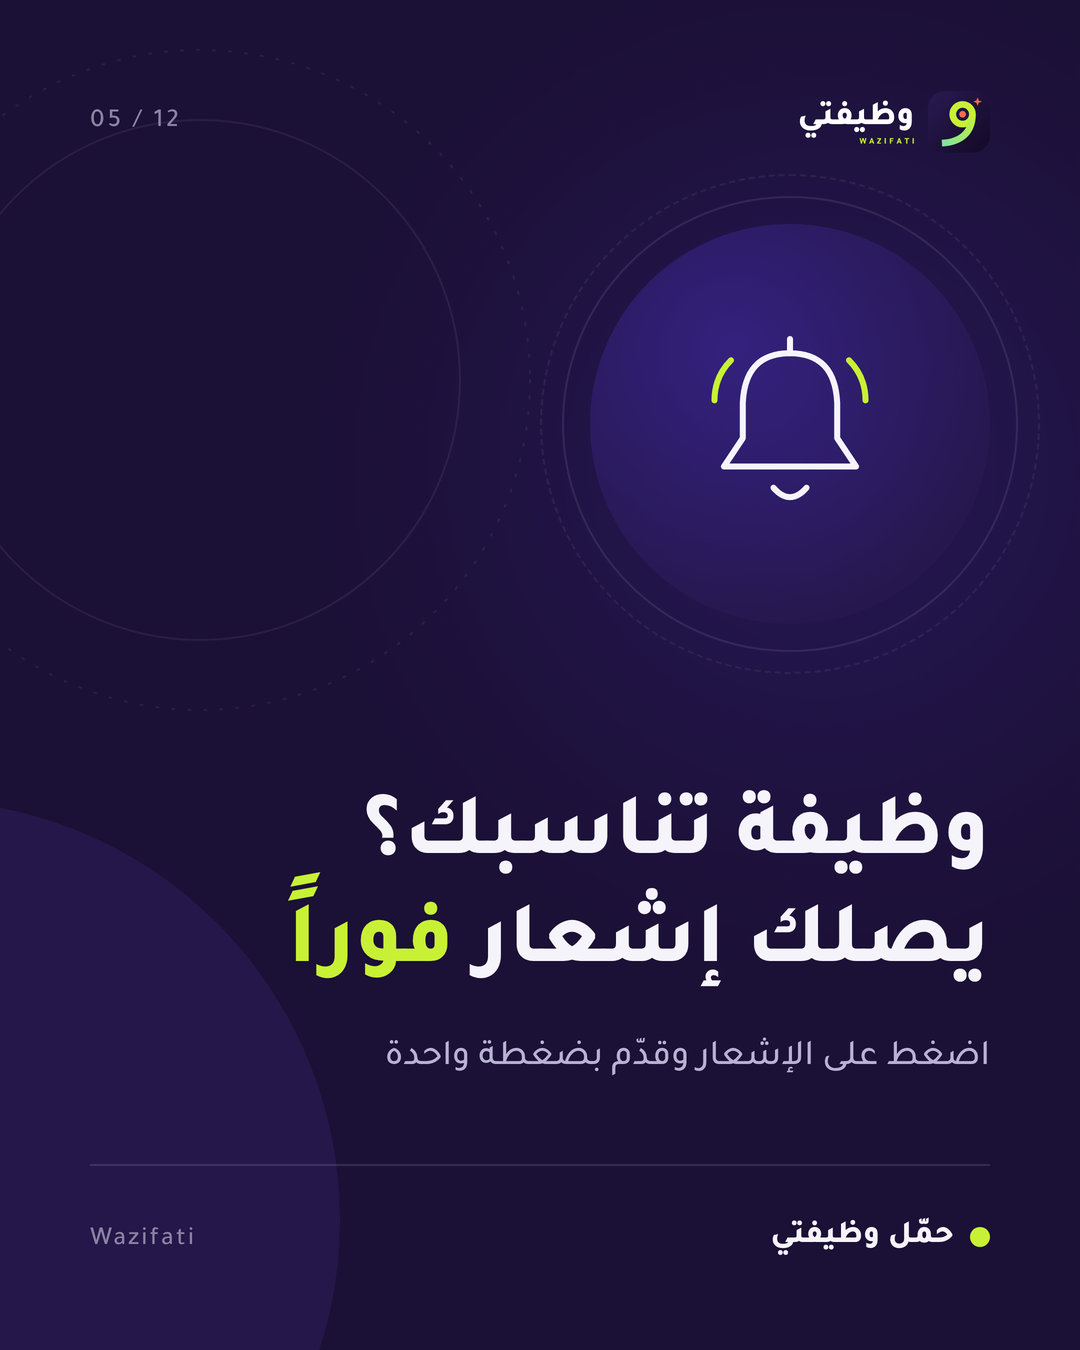 وظيفتي
WAZIFATI
05 / 12
وظيفة تناسبك؟
يصلك إشعار فوراً
اضغط على الإشعار وقدّم بضغطة واحدة
حمّل وظيفتي
Wazifati